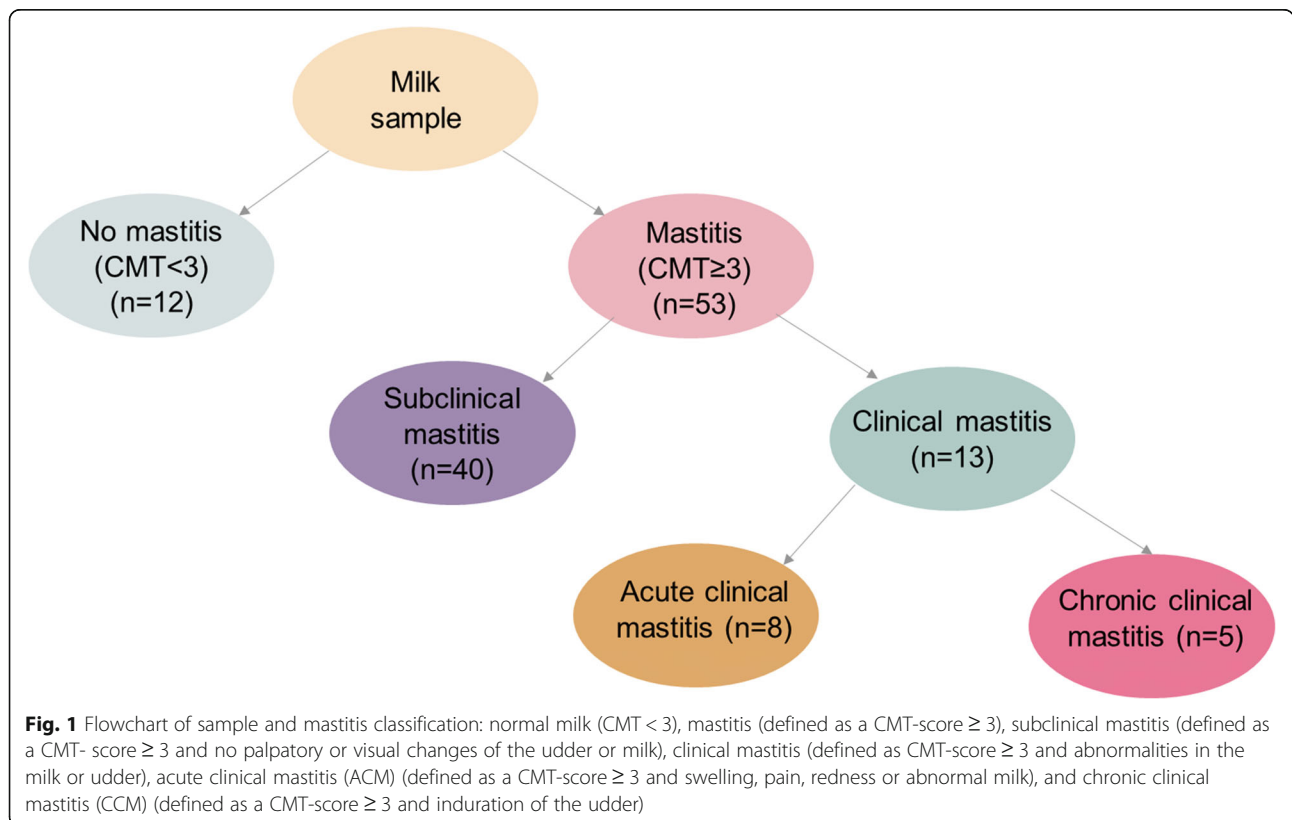 Milk
sample
No mastitis
(CMT<3)
(n=12)
Mastitis
(CMT≥3)
(n=53)
Subclinical
mastitis
(n=40)
Clinical mastitis
(n=13)
Acute clinical
mastitis (n=8)
Chronic clinical
mastitis (n=5)
Fig. 1 Flowchart of sample and mastitis classification: normal milk (CMT < 3), mastitis (defined as a CMT-score ≥ 3), subclinical mastitis (defined as
a CMT- score ≥ 3 and no palpatory or visual changes of the udder or milk), clinical mastitis (defined as CMT-score ≥ 3 and abnormalities in the
milk or udder), acute clinical mastitis (ACM) (defined as a CMT-score ≥ 3 and swelling, pain, redness or abnormal milk), and chronic clinical
mastitis (CCM) (defined as a CMT-score ≥ 3 and induration of the udder)